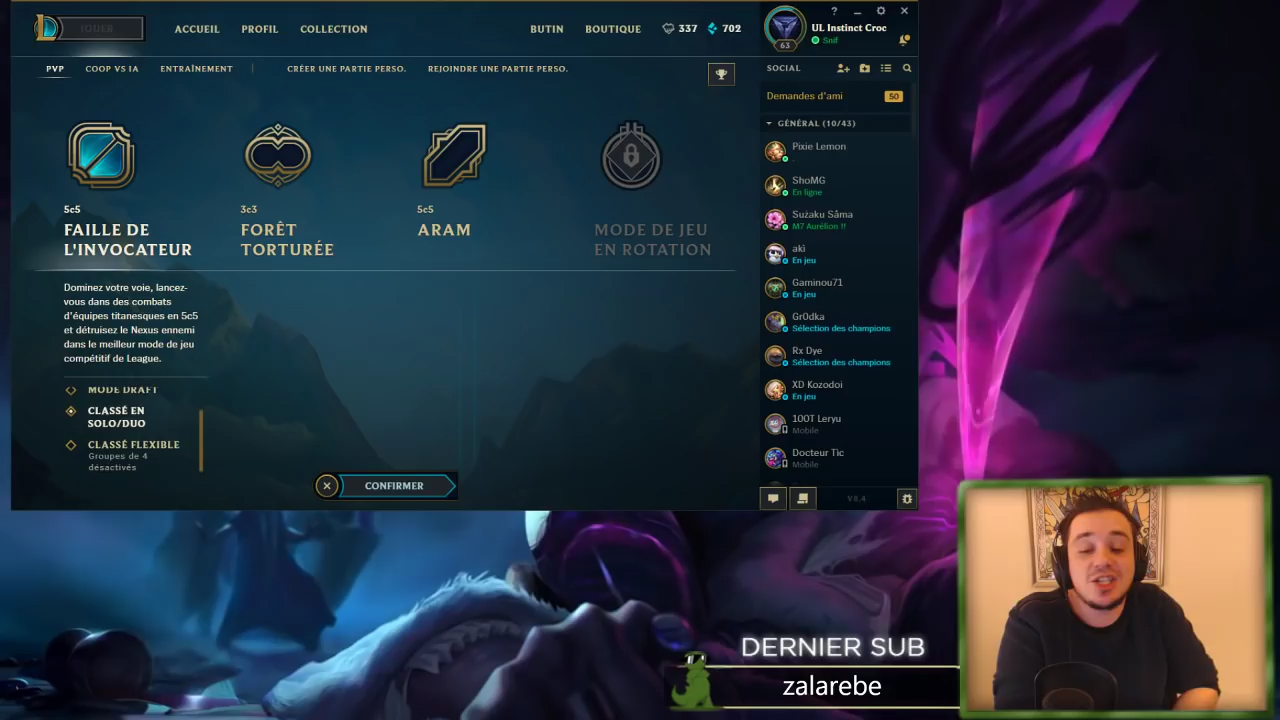 JOUER
ACCUEIL
PROFIL
COLLECTION
BUTIN
BOUTIQUE
337
702
?
63
UL Instinct Croc
Snif
PVP
COOP VS IA
ENTRAÎNEMENT
CRÉER UNE PARTIE PERSO.
REJOINDRE UNE PARTIE PERSO.
SOCIAL
Demandes d'ami
50
GÉNÉRAL (10/43)
5c5
FAILLE DE
L'INVOCATEUR
3c3
FORÊT
TORTURÉE
5c5
ARAM
MODE DE JEU
EN ROTATION
Dominez votre voie, lancez-
vous dans des combats
d'équipes titanesques en 5c5
et détruisez le Nexus ennemi
dans le meilleur mode de jeu
compétitif de League.
MODE DRAFT
CLASSÉ EN
SOLO/DUO
CLASSÉ FLEXIBLE
Groupes de 4
désactivés
CONFIRMER
Pixie Lemon
.
ShoMG
En ligne
Suzaku Sâma
M7 Aurélion !!
aki
En jeu
Gaminou71
En jeu
Gr0dka
Sélection des champions
Rx Dye
Sélection des champions
XD Kozodoi
En jeu
100T Leryu
Mobile
Docteur Tic
Mobile
V8.4
DERNIER SUB
zalarebe